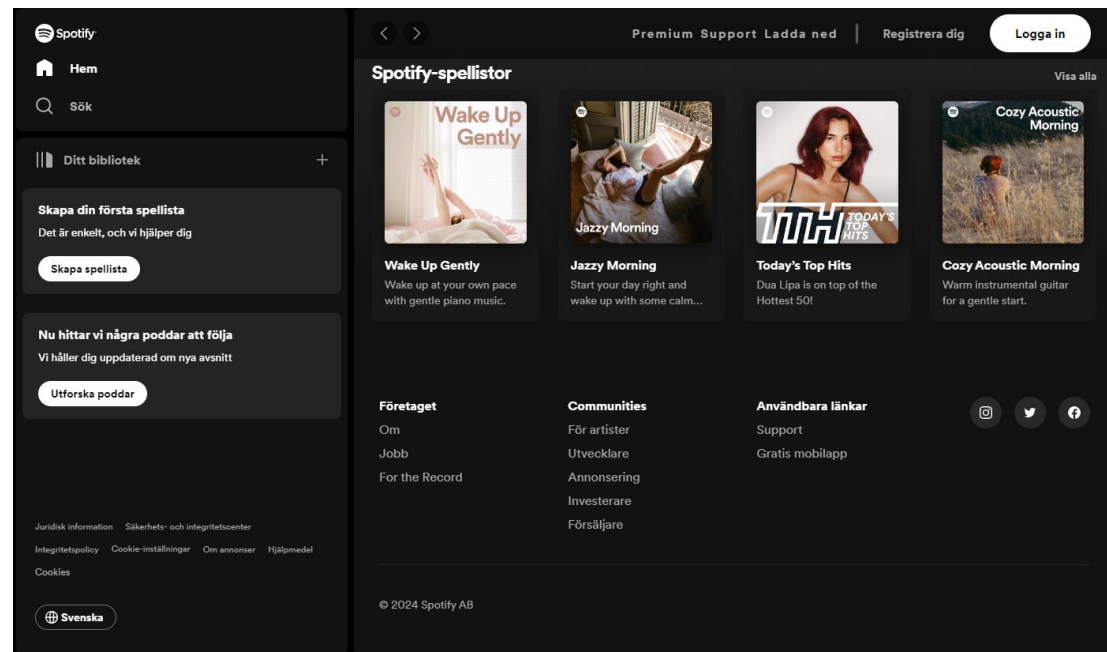 Spotify
Hem
Sök
Ditt bibliotek
Skapa din första spellista
Det är enkelt, och vi hjälper dig
Skapa spellista
Nu hittar vi några poddar att följa
Vi håller dig uppdaterad om nya avsnitt
Utforska poddar
Juridisk information Säkerhets- och integritetscenter
Integritetspolicy Cookie-inställningar Om annonser Hjälpmedel
Cookies
Svenska
Premium Support Ladda ned Registrera dig Logga in
Spotify-spellistor Visa alla
Wake Up
Gently
Wake Up Gently
Wake up at your own pace
with gentle piano music.
Jazzy Morning
Jazzy Morning
Start your day right and
wake up with some calm...
TTH TODAY'S
TOP
HITS
Today's Top Hits
Dua Lipa is on top of the
Hottest 50!
Cozy Acoustic
Morning
Cozy Acoustic Morning
Warm instrumental guitar
for a gentle start.
Företaget
Om
Jobb
For the Record
Communities
För artister
Utvecklare
Annonsering
Investerare
Försäljare
Användbara länkar
Support
Gratis mobilapp
© 2024 Spotify AB